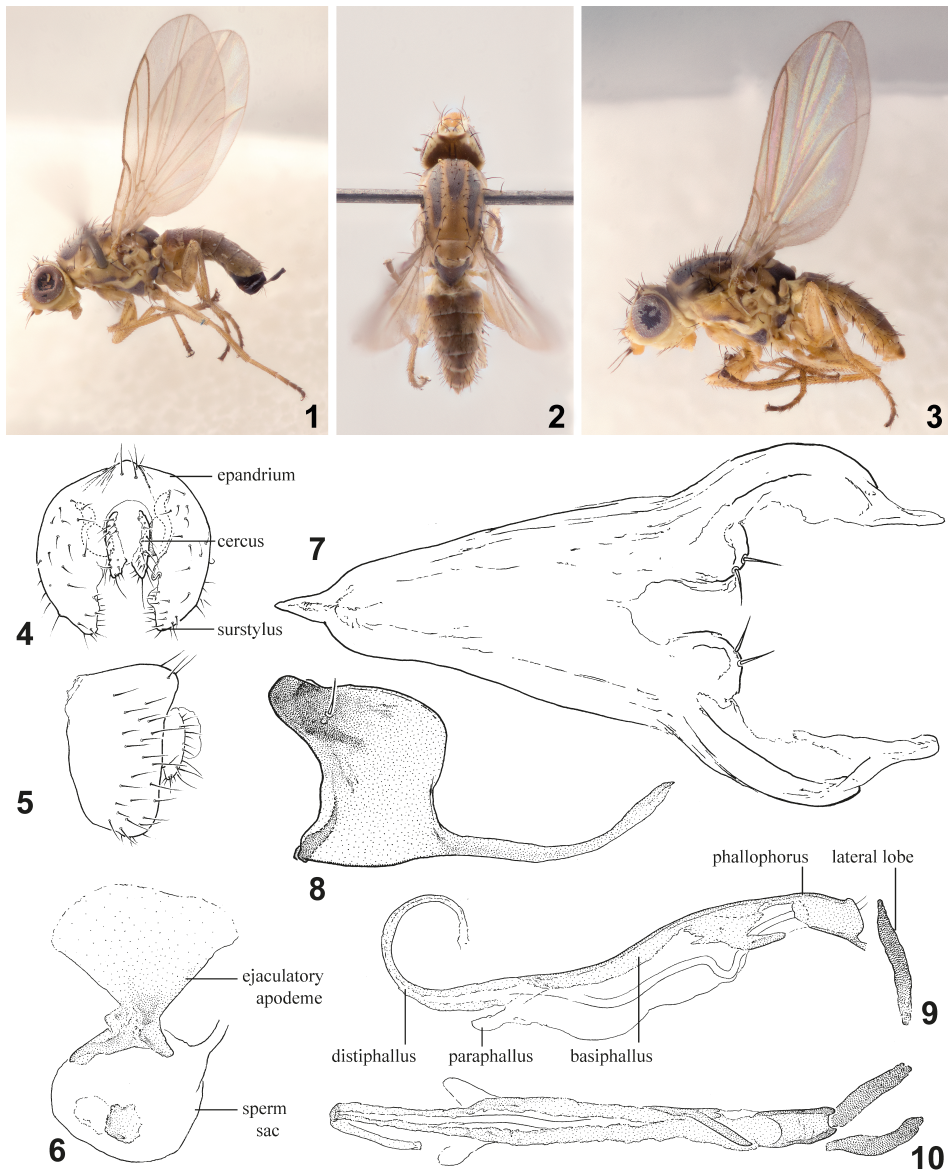 1
2
3
epandrium
cercus
surstylus
4
7
5
8
phallophorus lateral lobe
ejaculatory
apodeme
9
distiphallus paraphallus basiphallus
sperm
sac
6
10